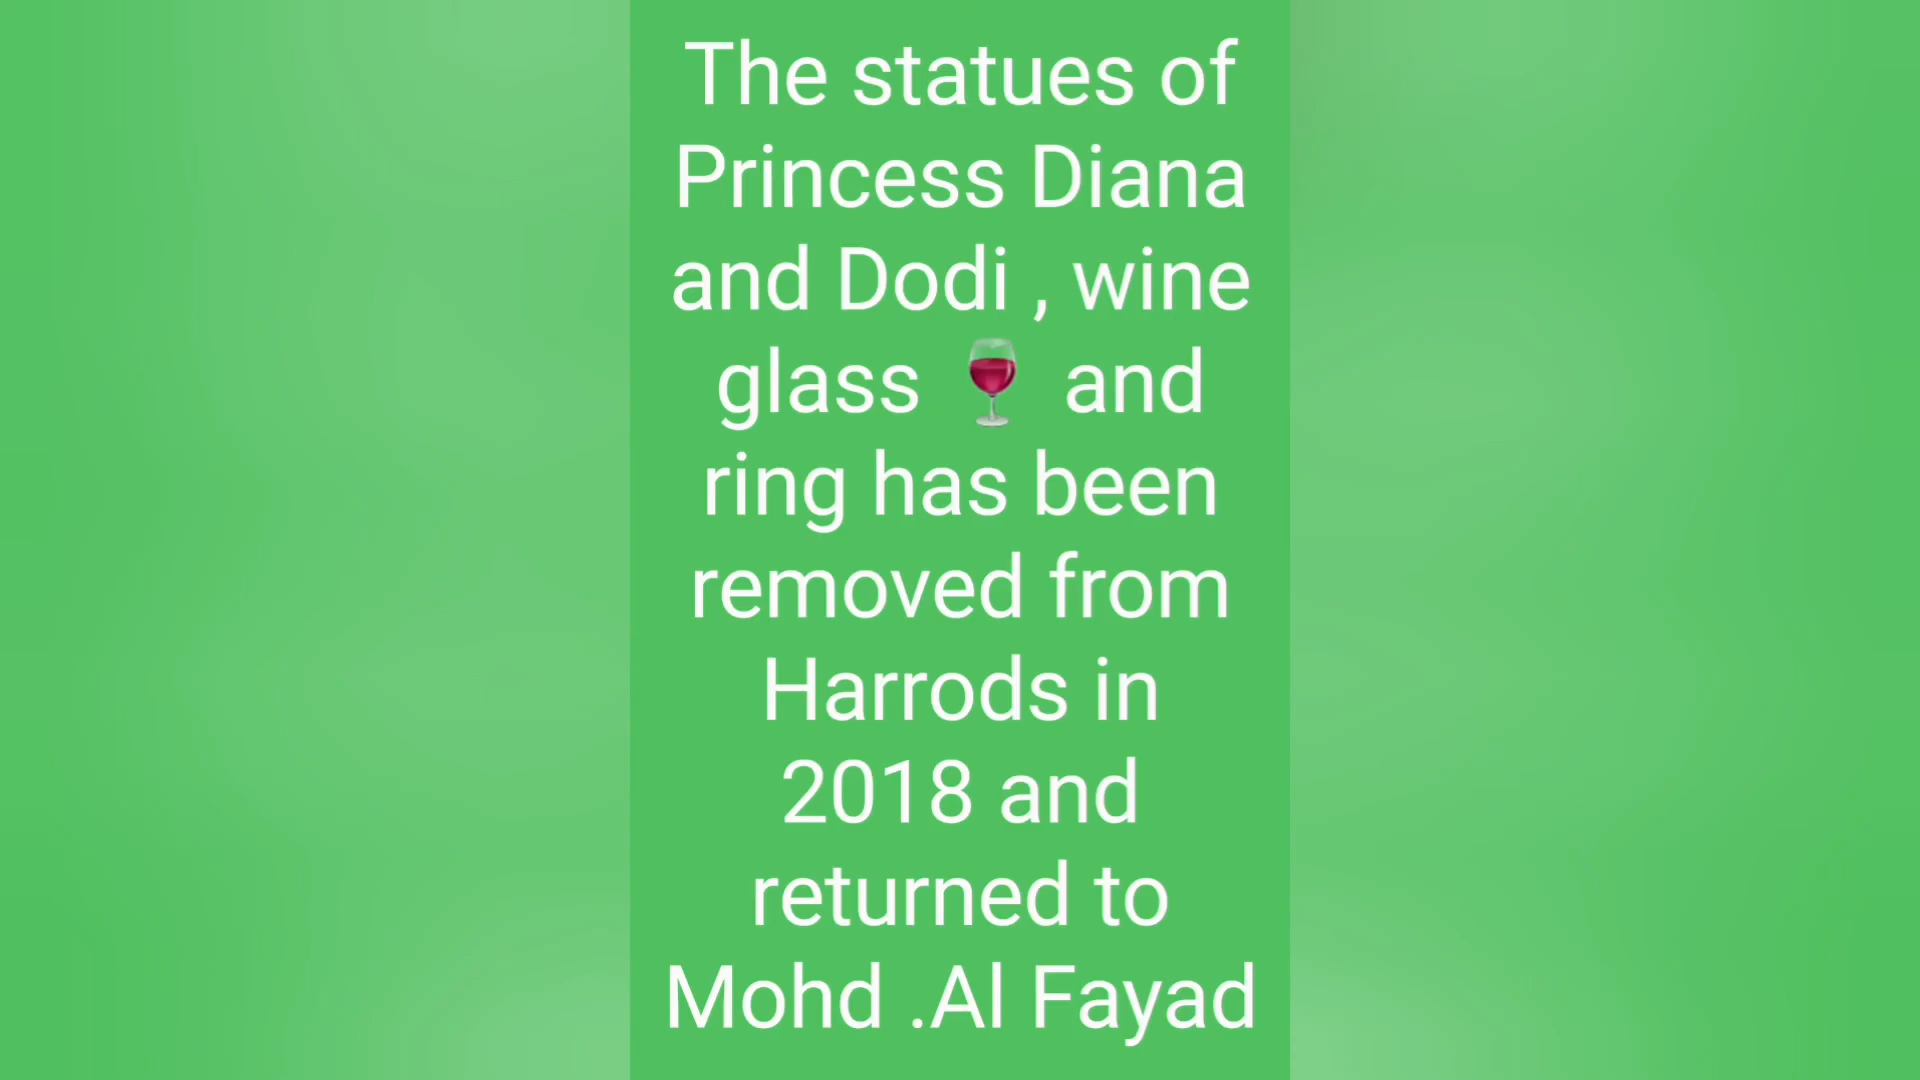 The statues of
Princess Diana
and Dodi , wine
glass 🍷 and
ring has been
removed from
Harrods in
2018 and
returned to
Mohd .Al Fayad